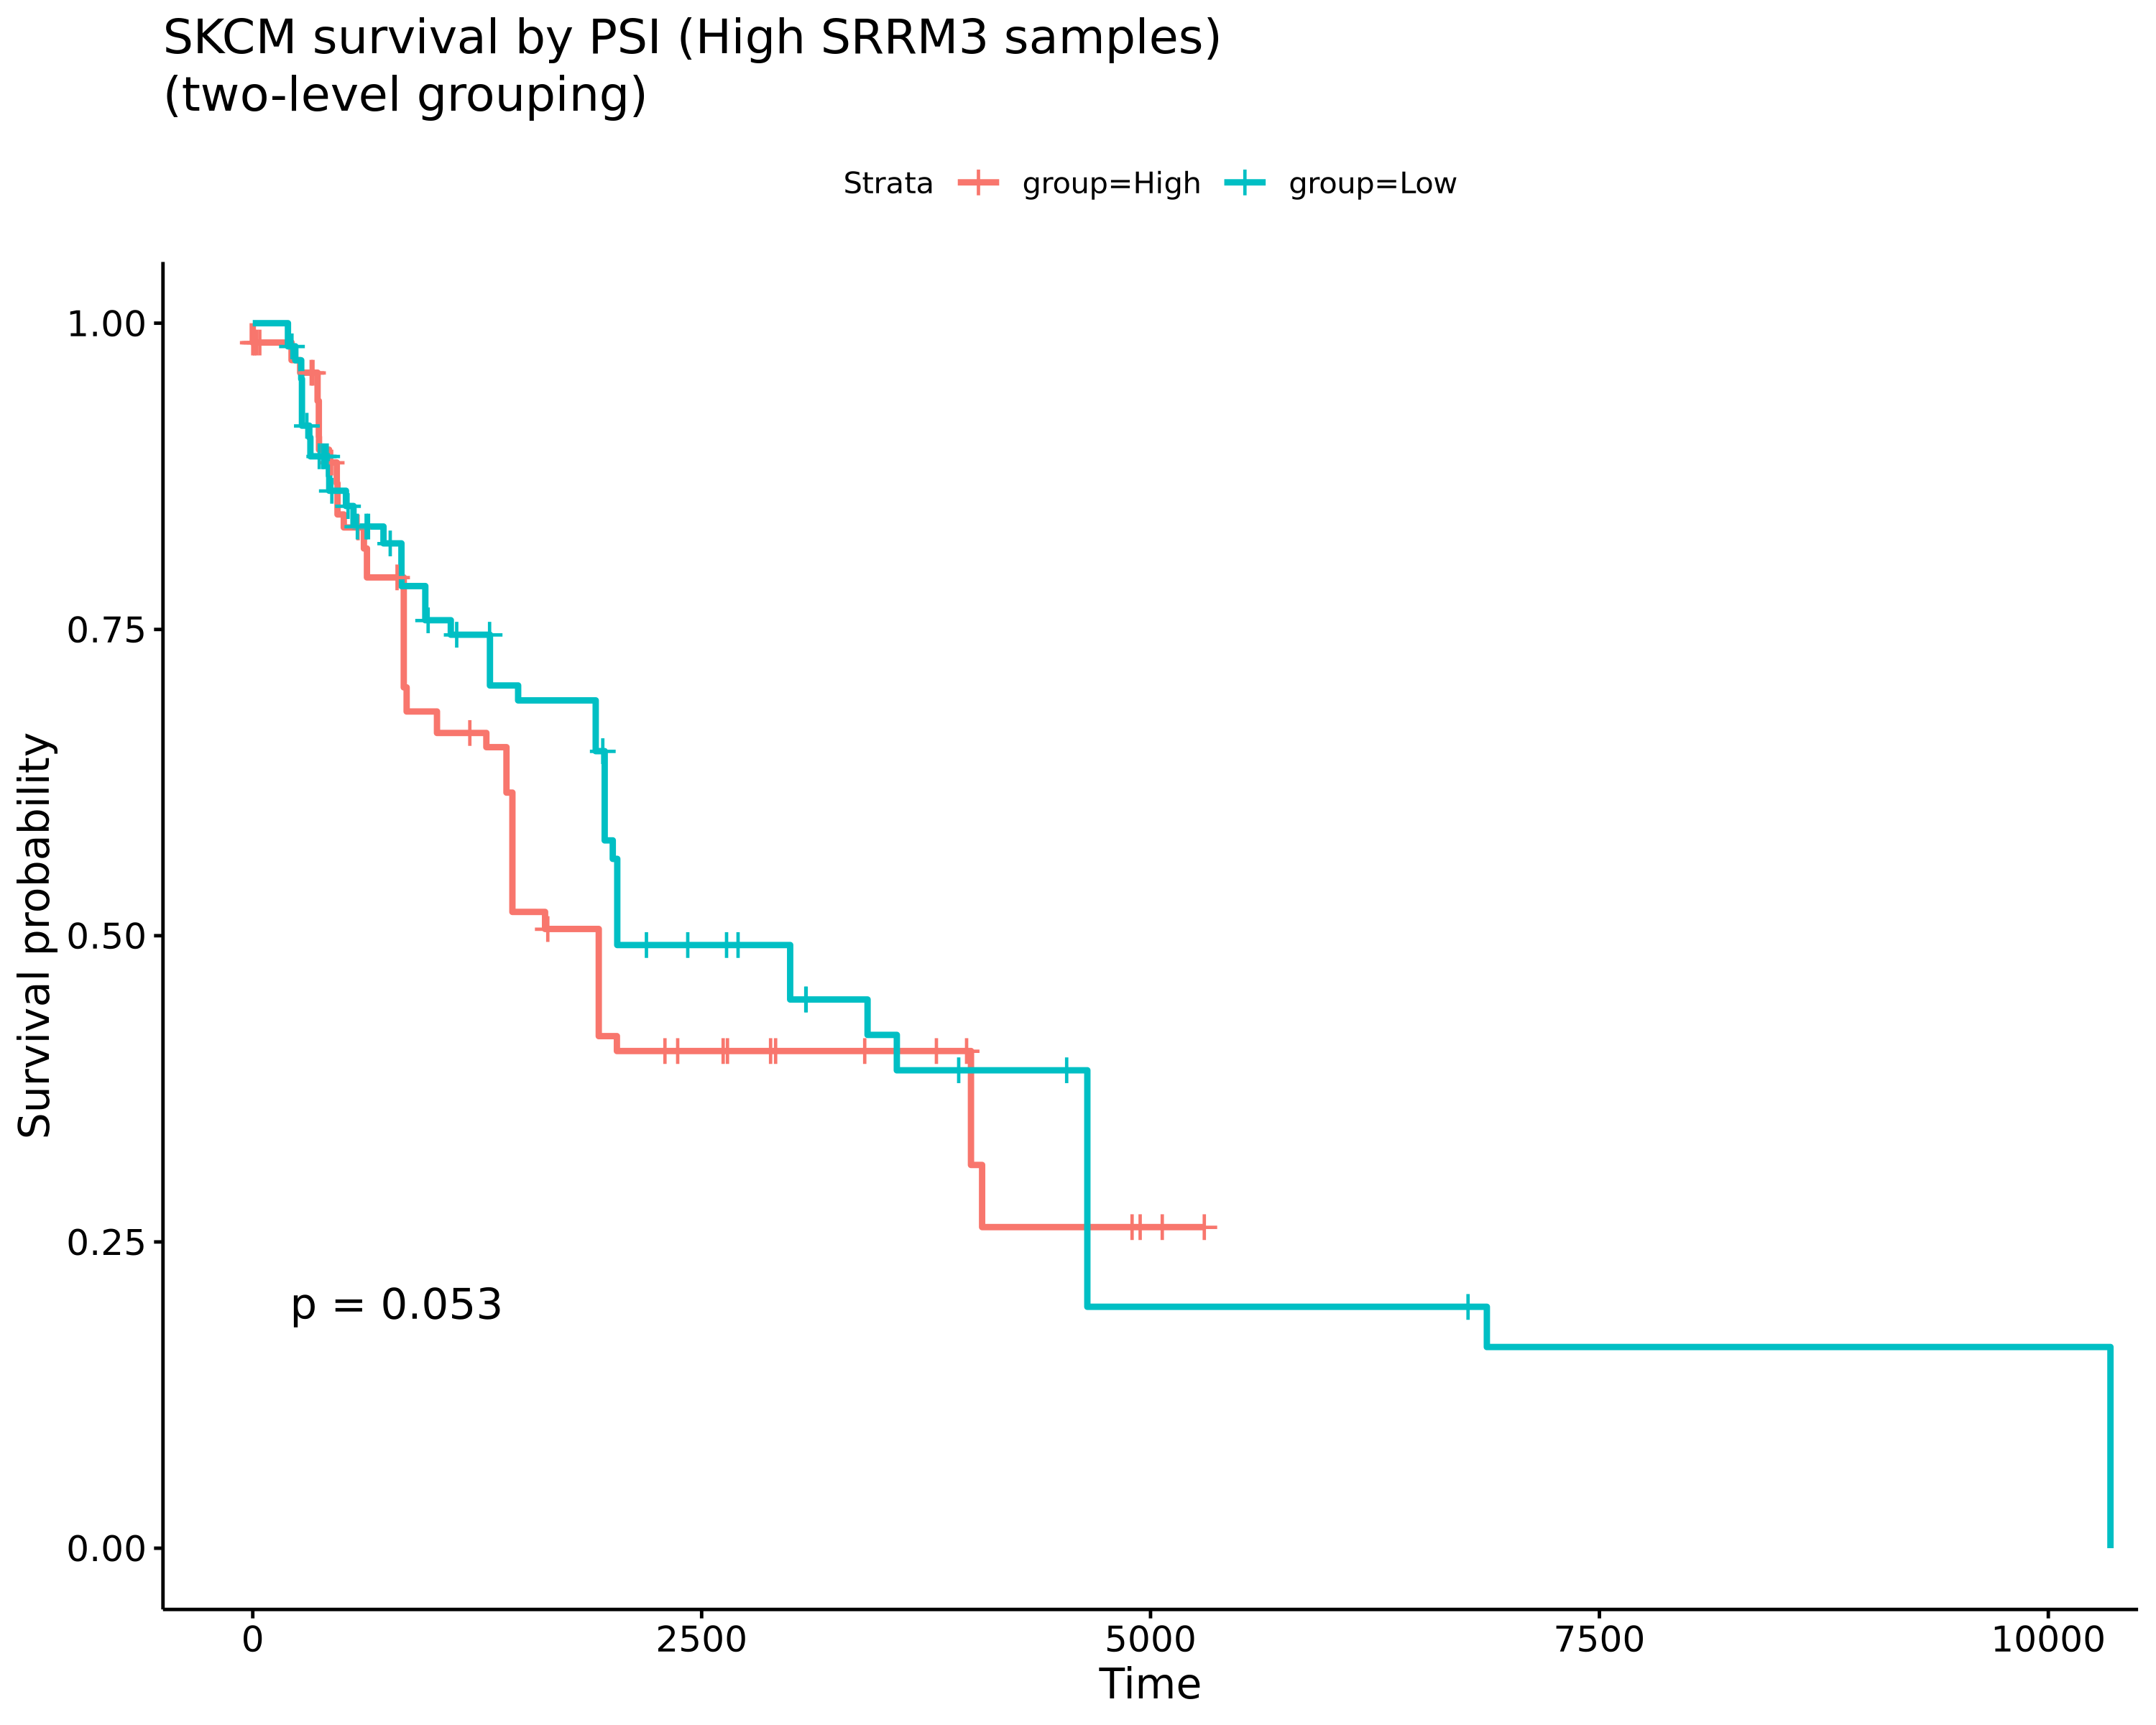 SKCM survival by PSI (High SRRM3 samples)
(two-level grouping)
Strata group=High group=Low
1.00
0.75
0.50
0.25
0.00
Survival probability
p = 0.053
0 2500 5000 7500 10000
Time